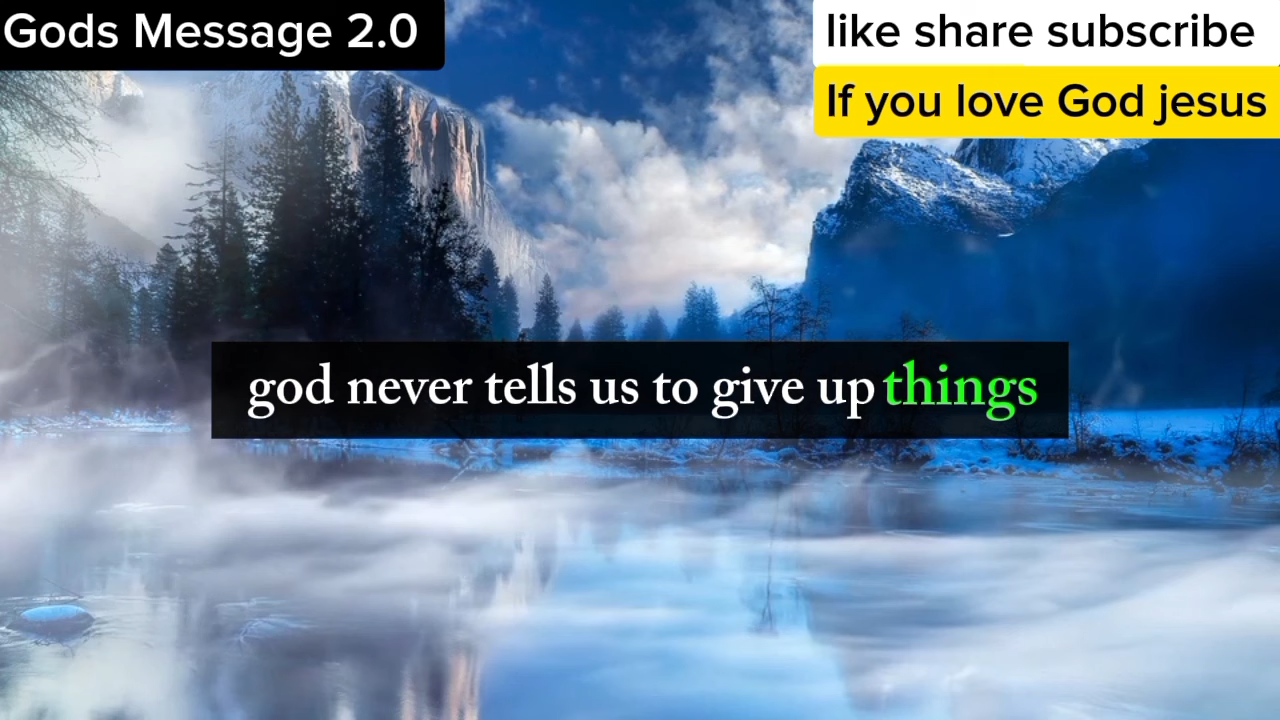 Gods Message 2.0
like share subscribe
If you love God jesus
god never tells us to give up things